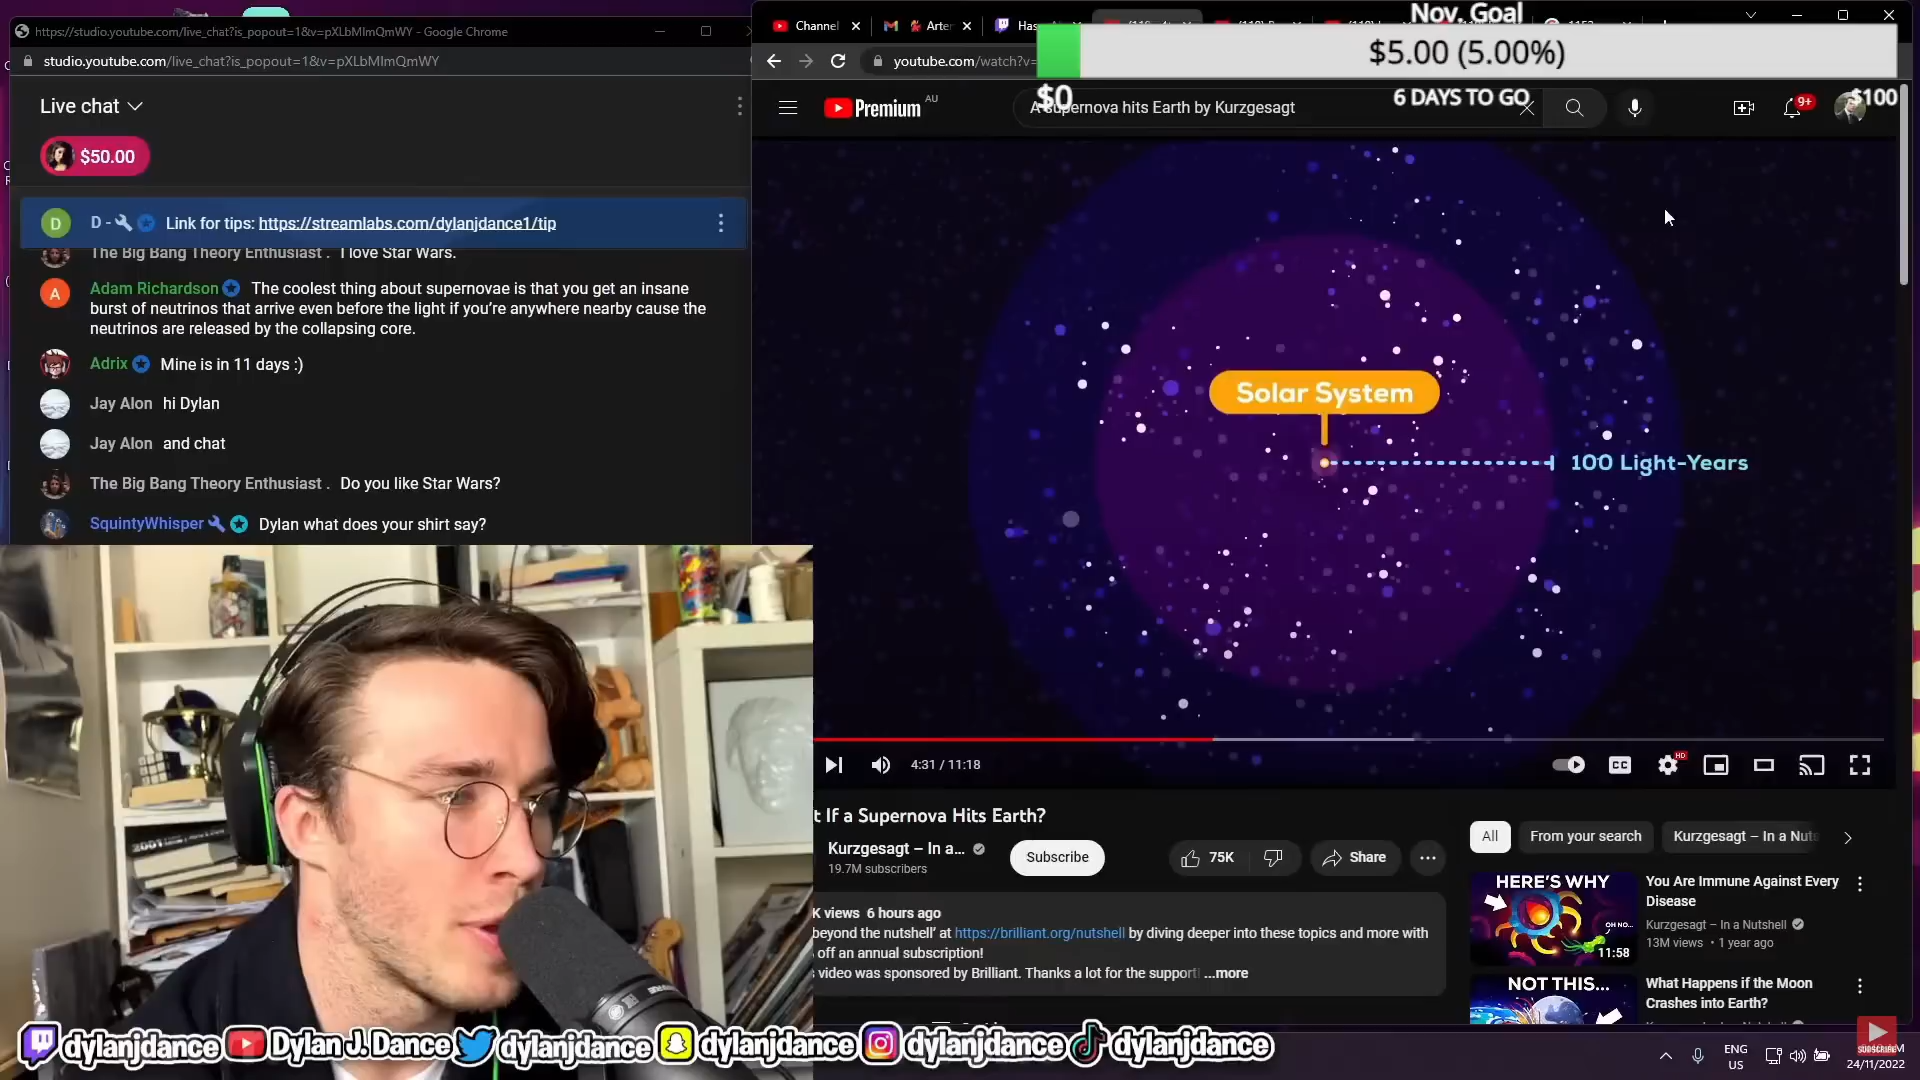 https://studio.youtube.com/live_chat?is_popout=1&v=pXLbMlmQmWY - Google Chrome
studio.youtube.com/live_chat?is_popout=1&v=pXLbMlmQmWY
Live chat
$50.00
D - Link for tips: https://streamlabs.com/dylanjdance1/tip
The Big Bang Theory Enthusiast . I love Star Wars.
A Adam Richardson The coolest thing about supernovae is that you get an insane
burst of neutrinos that arrive even before the light if you're anywhere nearby cause the
neutrinos are released by the collapsing core.
Adrix Mine is in 11 days :)
Jay Alon hi Dylan
Jay Alon and chat
The Big Bang Theory Enthusiast . Do you like Star Wars?
SquintyWhisper Dylan what does your shirt say?
Channel
Arter
Nov. Goal
$5.00 (5.00%)
$0
6 DAYS TO GO
$100
youtube.com/watch?v=
Premium AU
A supernova hits Earth by Kurzgesagt
9+
Solar System
100 Light-Years
4:31 / 11:18
CC
HD
t If a Supernova Hits Earth?
Kurzgesagt – In a...
19.7M subscribers
Subscribe
75K
Share
K views 6 hours ago
beyond the nutshell' at https://brilliant.org/nutshell by diving deeper into these topics and more with
off an annual subscription!
video was sponsored by Brilliant. Thanks a lot for the support ...more
All
From your search
Kurzgesagt – In a Nuts
HERE'S WHY
OH NO...
11:58
You Are Immune Against Every
Disease
Kurzgesagt – In a Nutshell
13M views • 1 year ago
NOT THIS...
What Happens if the Moon
Crashes into Earth?
2001
dylanjdance
Dylan J. Dance
dylanjdance
dylanjdance
dylanjdance
dylanjdance
ENG
US
SUBSCRIBE
24/11/2022